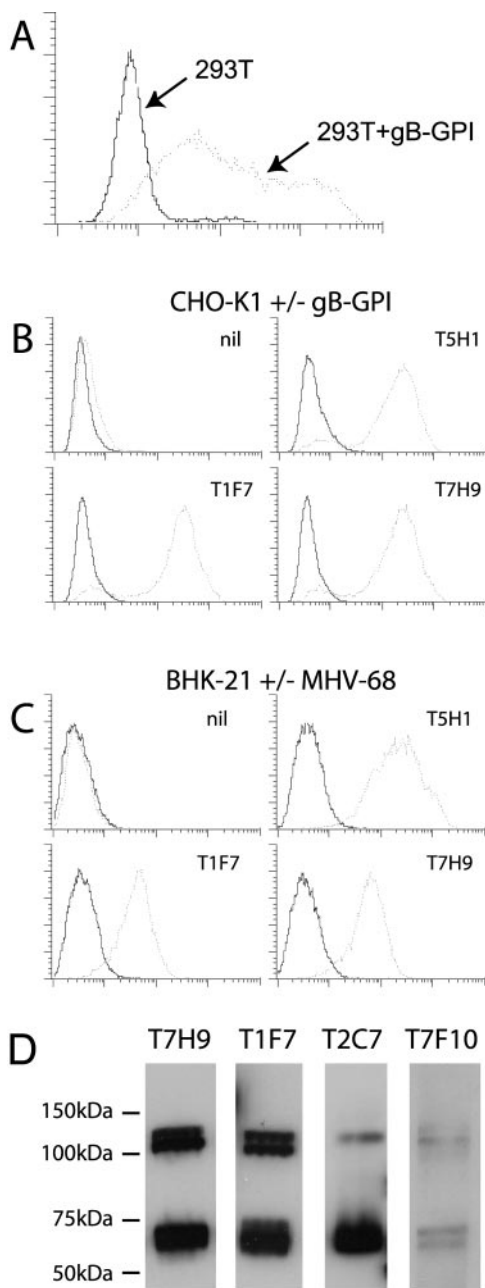 A
293T
293T+gB-GPI
CHO-K1 +/- gB-GPI
B
nil
T5H1
T1F7
T7H9
BHK-21 +/- MHV-68
C
nil
T5H1
T1F7
T7H9
D
T7H9 T1F7 T2C7 T7F10
150kDa
100kDa
75kDa
50kDa